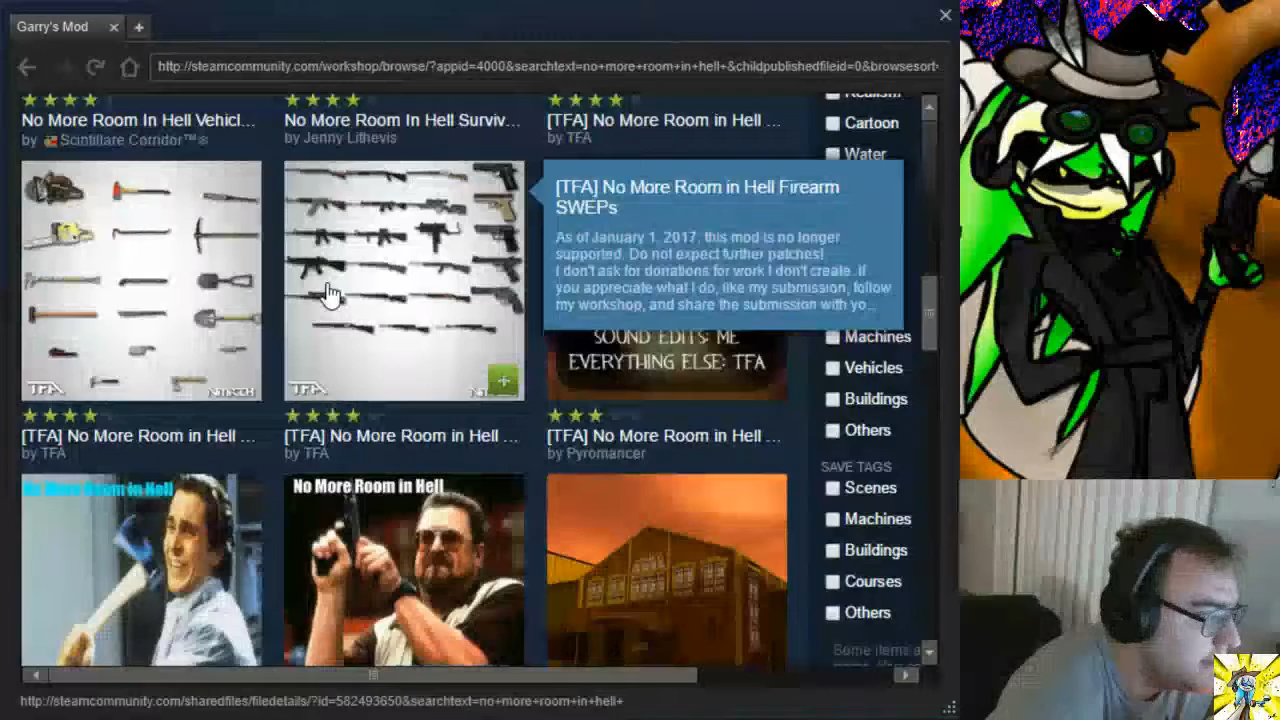 Garry's Mod
http://steamcommunity.com/workshop/browse/?appid=4000&searchtext=no+more+room+in+hell+&childpublishedfileid=0&browsesort
No More Room In Hell Vehicl... No More Room In Hell Surviv... [TFA] No More Room in Hell ...
by Scintillare Corridor™® by Jenny Lithevis by TFA
Realism
Cartoon
Water
[TFA] No More Room in Hell Firearm
SWEPs
As of January 1, 2017, this mod is no longer
supported. Do not expect further patches!
I don't ask for donations for work I don't create. If
you appreciate what I do, like my submission, follow
my workshop, and share the submission with yo...
SOUND EDITS: ME
EVERYTHING ELSE: TFA
TFA
TFA
Machines
Vehicles
Buildings
Others
[TFA] No More Room in Hell ... [TFA] No More Room in Hell ... [TFA] No More Room in Hell ...
by TFA by TFA by Pyromancer
SAVE TAGS
Scenes
Machines
Buildings
Courses
Others
No More Room in Hell
No More Room in Hell
Some items a
http://steamcommunity.com/sharedfiles/filedetails/?id=582493650&searchtext=no+more+room+in+hell+